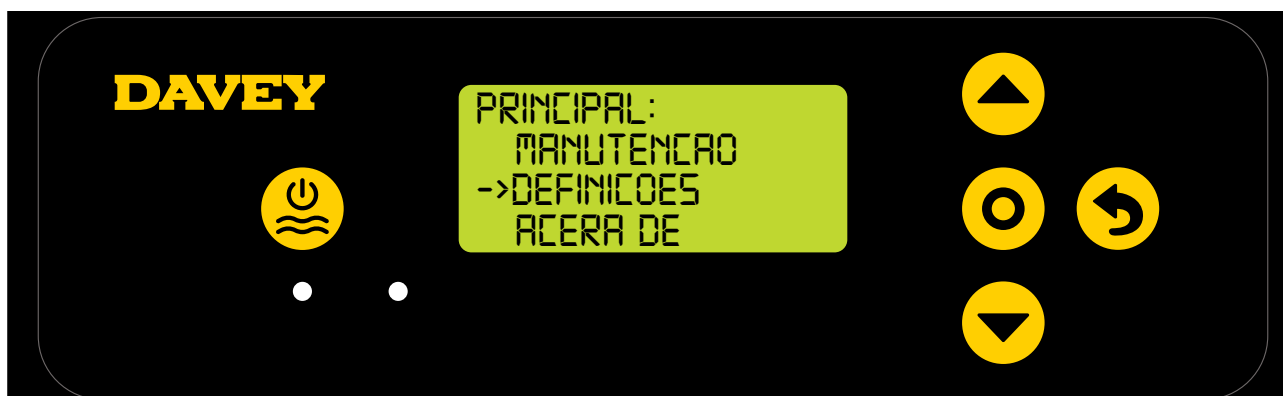 DAVEY
PRINCIPAL:
MANUTENCAO
->DEFINICOES
ACERA DE